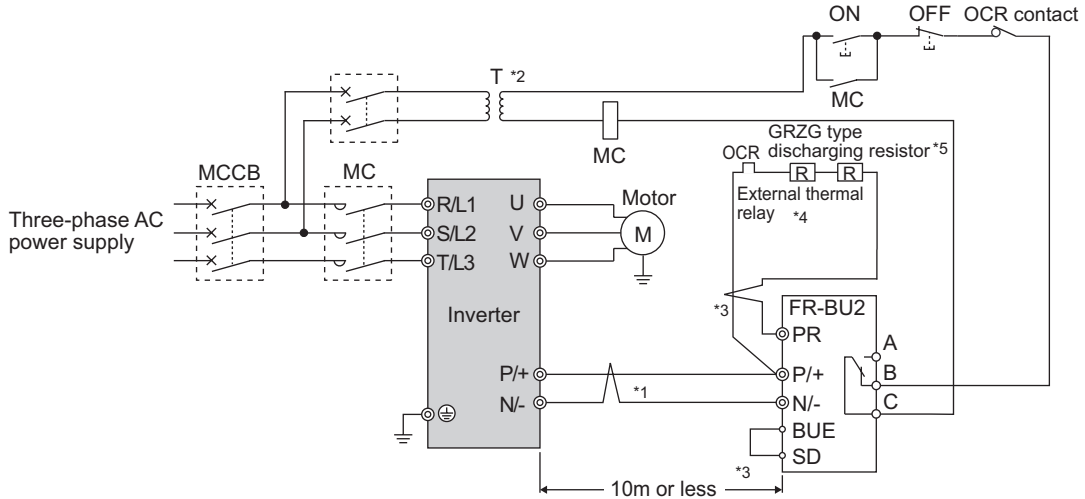 ON
OFF
OCR contact
T *2
MC
MC
GRZG type
discharging resistor *5
OCR
R
R
External thermal
relay *4
MCCB
MC
Three-phase AC
power supply
R/L1
S/L2
T/L3
U
V
W
Motor
M
Inverter
*3
FR-BU2
PR
A
P/+
P/+
B
N/-
*1
N/-
C
BUE
SD
*3
10m or less